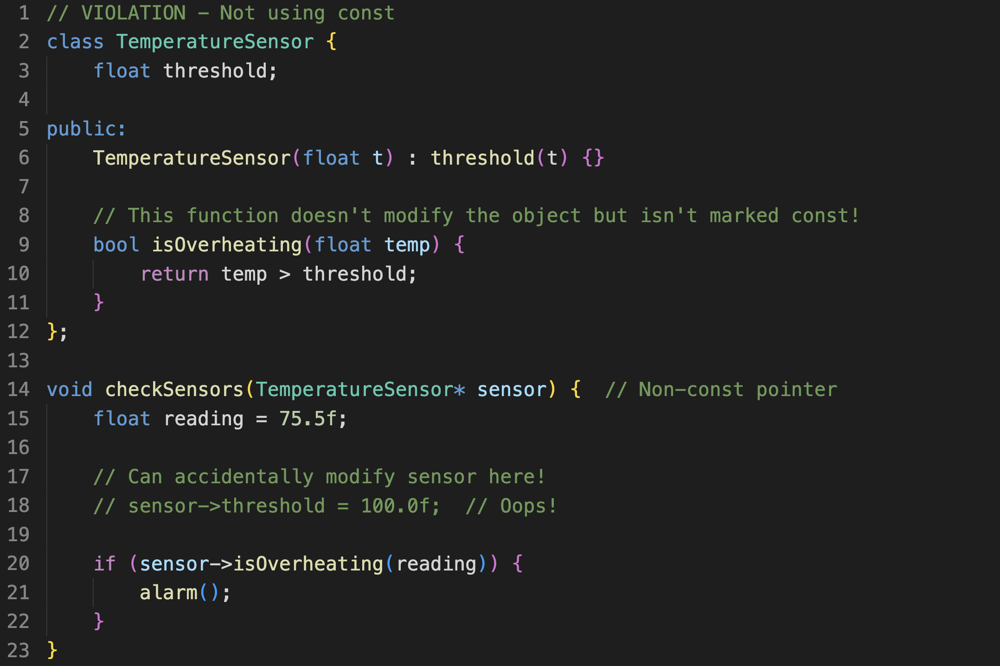 1 // VIOLATION - Not using const
2 class TemperatureSensor {
3     float threshold;
4
5 public:
6     TemperatureSensor(float t) : threshold(t) {}
7
8     // This function doesn't modify the object but isn't marked const!
9     bool isOverheating(float temp) {
10         return temp > threshold;
11     }
12 };
13
14 void checkSensors(TemperatureSensor* sensor) {  // Non-const pointer
15     float reading = 75.5f;
16
17     // Can accidentally modify sensor here!
18     // sensor->threshold = 100.0f;  // Oops!
19
20     if (sensor->isOverheating(reading)) {
21         alarm();
22     }
23 }